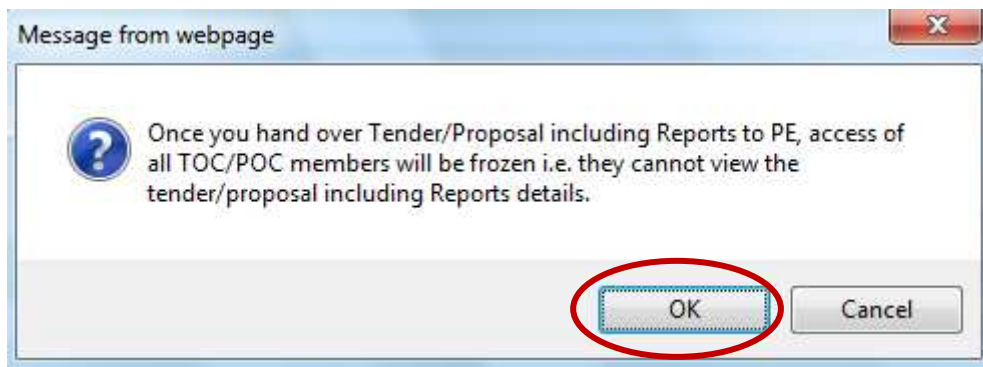 Message from webpage
Once you hand over Tender/Proposal including Reports to PE, access of
all TOC/POC members will be frozen i.e. they cannot view the
tender/proposal including Reports details.
OK
Cancel